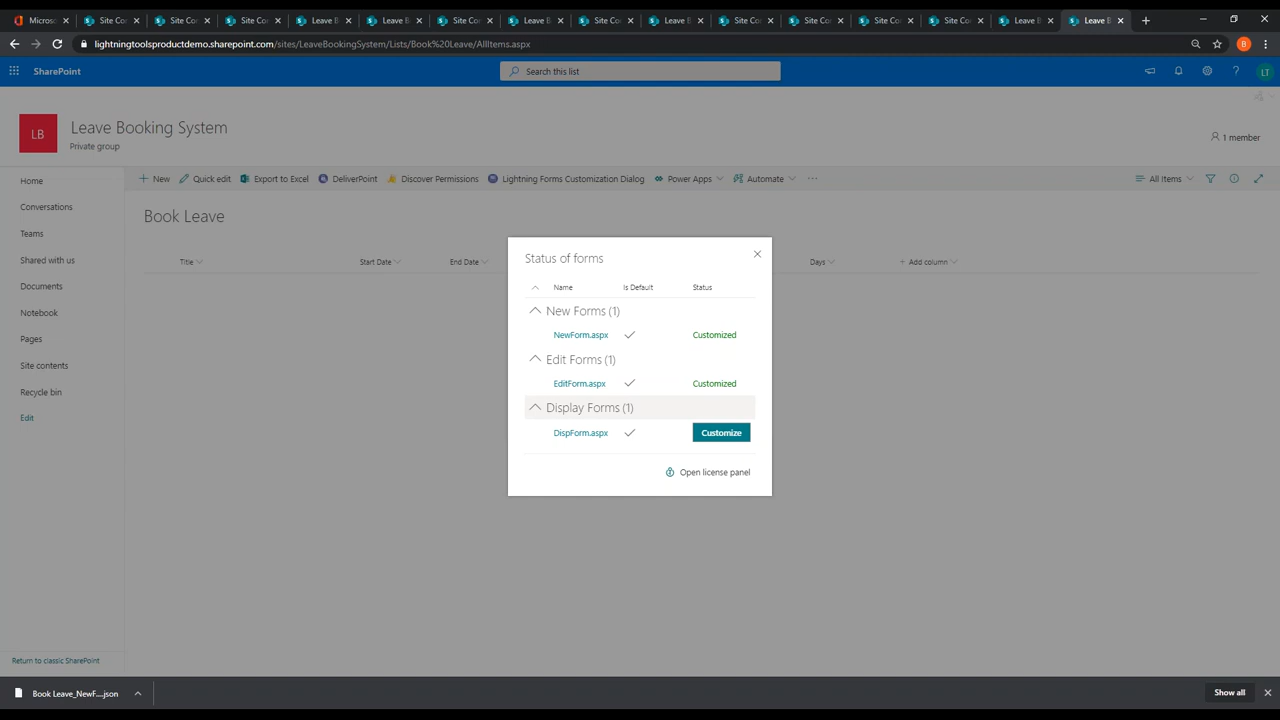 Microso
Site Co
Site Co
Site Co
Leave B
Leave B
Site Co
Leave B
Site Co
Leave B
Site Co
Site Co
Site Co
Site Co
Leave B
Leave B
lightningtoolsproductdemo.sharepoint.com/sites/LeaveBookingSystem/Lists/Book%20Leave/AllItems.aspx
B
SharePoint
Search this list
?
LT
LB
Leave Booking System
Private group
1 member
Home
Conversations
Teams
Shared with us
Documents
Notebook
Pages
Site contents
Recycle bin
Edit
Return to classic SharePoint
New
Quick edit
Export to Excel
DeliverPoint
Discover Permissions
Lightning Forms Customization Dialog
Power Apps
Automate
All Items
Book Leave
Title
Start Date
End Date
Days
Add column
Status of forms
Name
Is Default
Status
New Forms (1)
NewForm.aspx
Customized
Edit Forms (1)
EditForm.aspx
Customized
Display Forms (1)
DispForm.aspx
Customize
Open license panel
Book Leave_NewF....json
Show all